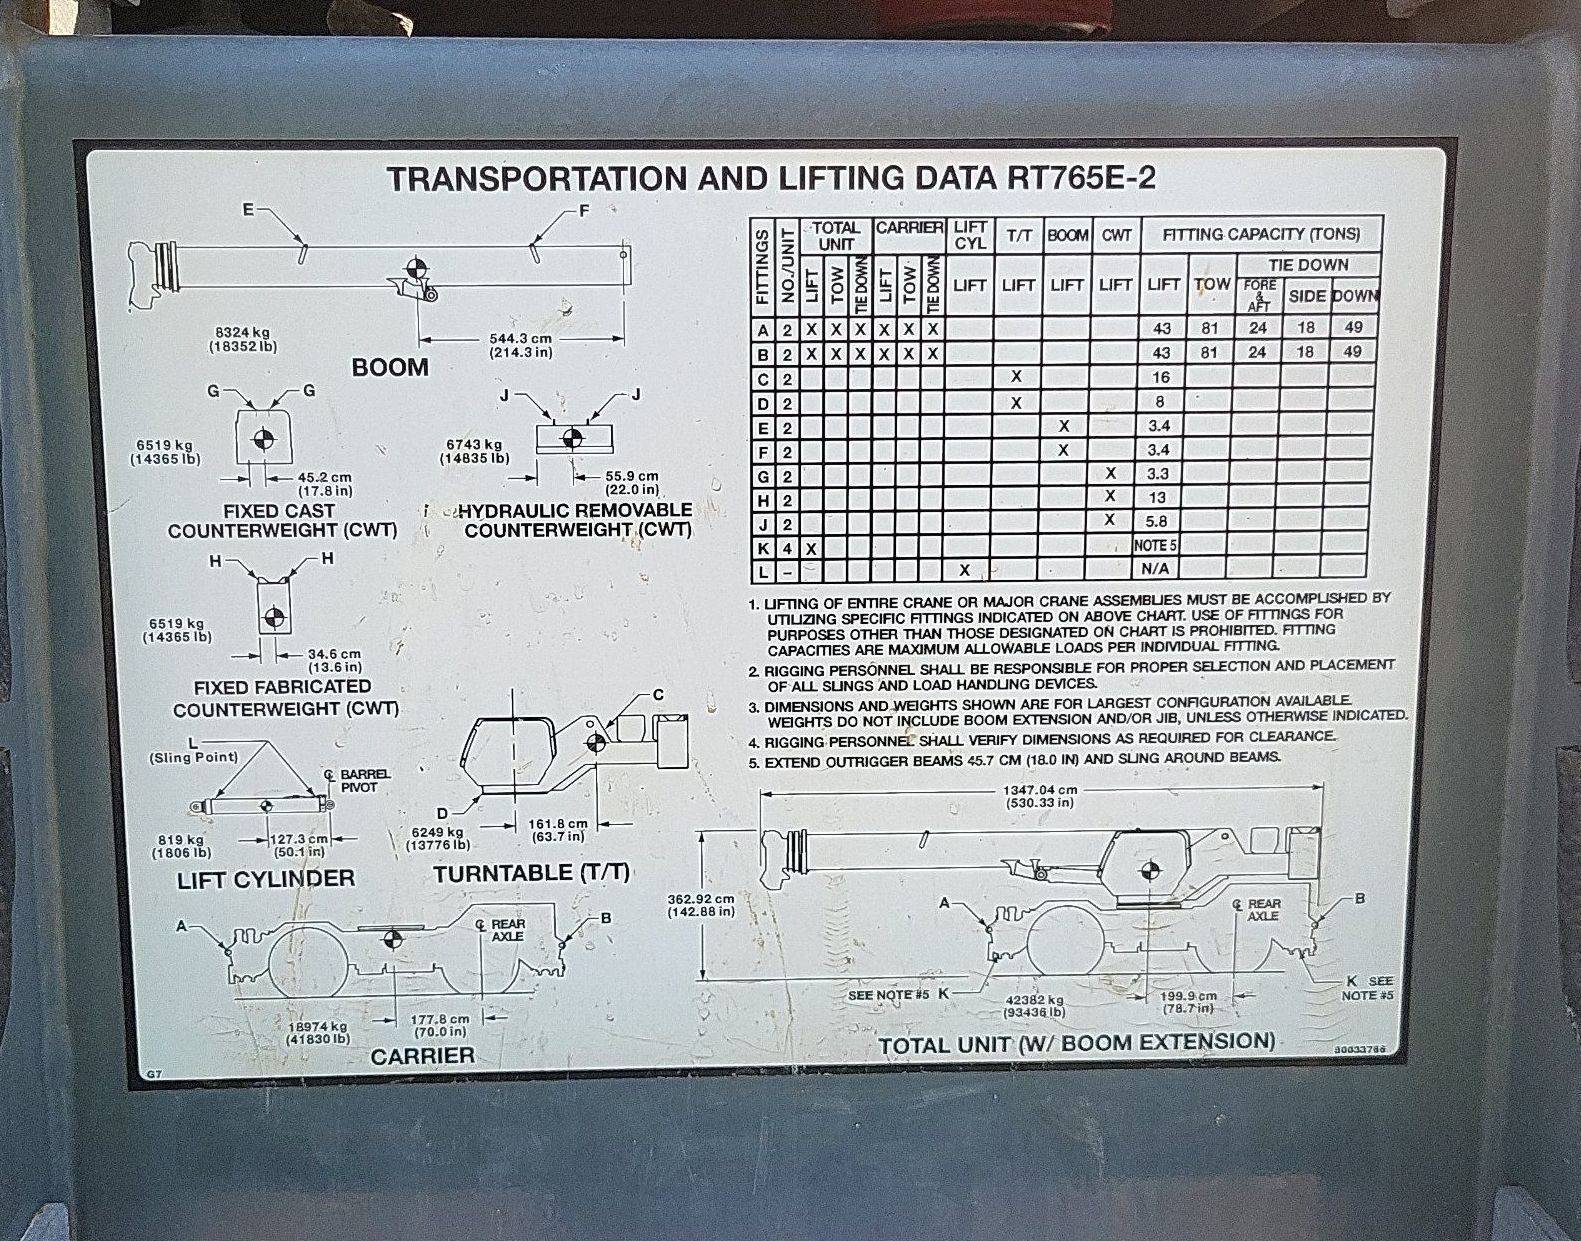 TRANSPORTATION AND LIFTING DATA RT765E-2
E
F
8324 kg
(18352 lb)
544.3 cm
(214.3 in)
BOOM
G G
6519 kg
(14365 lb)
45.2 cm
(17.8 in)
FIXED CAST
COUNTERWEIGHT (CWT)
J J
6743 kg
(14835 lb)
55.9 cm
(22.0 in)
HYDRAULIC REMOVABLE
COUNTERWEIGHT (CWT)
H H
6519 kg
(14365 lb)
34.6 cm
(13.6 in)
FIXED FABRICATED
COUNTERWEIGHT (CWT)
L
(Sling Point)
℄ BARREL
PIVOT
819 kg
(1806 lb)
127.3 cm
(50.1 in)
LIFT CYLINDER
C
D
6249 kg
(13776 lb)
161.8 cm
(63.7 in)
TURNTABLE (T/T)
A
B
℄ REAR
AXLE
18974 kg
(41830 lb)
177.8 cm
(70.0 in)
CARRIER
G7
FITTINGS NO./UNIT TOTAL UNIT CARRIER LIFT CYL T/T BOOM CWT FITTING CAPACITY (TONS)
TIE DOWN
LIFT TOW TIE DOWN LIFT TOW TIE DOWN LIFT LIFT LIFT LIFT LIFT TOW FORE & AFT SIDE DOWN
A 2 X X X X X X 43 81 24 18 49
B 2 X X X X X X 43 81 24 18 49
C 2 X 16
D 2 X 8
E 2 X 3.4
F 2 X 3.4
G 2 X 3.3
H 2 X 13
J 2 X 5.8
K 4 X NOTE 5
L - X N/A
1. LIFTING OF ENTIRE CRANE OR MAJOR CRANE ASSEMBLIES MUST BE ACCOMPLISHED BY
UTILIZING SPECIFIC FITTINGS INDICATED ON ABOVE CHART. USE OF FITTINGS FOR
PURPOSES OTHER THAN THOSE DESIGNATED ON CHART IS PROHIBITED. FITTING
CAPACITIES ARE MAXIMUM ALLOWABLE LOADS PER INDIVIDUAL FITTING.
2. RIGGING PERSONNEL SHALL BE RESPONSIBLE FOR PROPER SELECTION AND PLACEMENT
OF ALL SLINGS AND LOAD HANDLING DEVICES.
3. DIMENSIONS AND WEIGHTS SHOWN ARE FOR LARGEST CONFIGURATION AVAILABLE.
WEIGHTS DO NOT INCLUDE BOOM EXTENSION AND/OR JIB, UNLESS OTHERWISE INDICATED.
4. RIGGING PERSONNEL SHALL VERIFY DIMENSIONS AS REQUIRED FOR CLEARANCE.
5. EXTEND OUTRIGGER BEAMS 45.7 CM (18.0 IN) AND SLING AROUND BEAMS.
1347.04 cm
(530.33 in)
362.92 cm
(142.88 in)
A
B
℄ REAR
AXLE
SEE NOTE #5 K
K SEE
NOTE #5
42382 kg
(93436 lb)
199.9 cm
(78.7 in)
TOTAL UNIT (W/ BOOM EXTENSION)
80033766